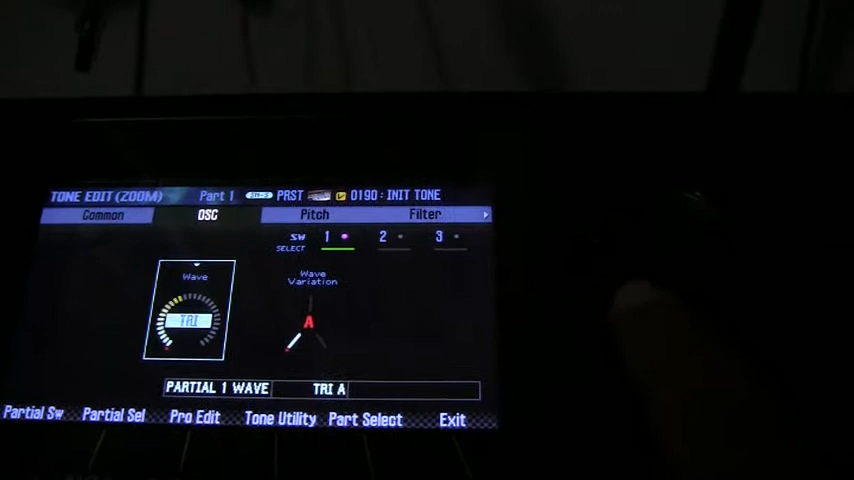 TONE EDIT (ZOOM) Part 1 SN-S PRST 0190: INIT TONE
Common OSC Pitch Filter
SW 1 2 3
SELECT
Wave
Wave
Variation
TRI
A
PARTIAL 1 WAVE TRI A
Partial Sw Partial Sel Pro Edit Tone Utility Part Select Exit